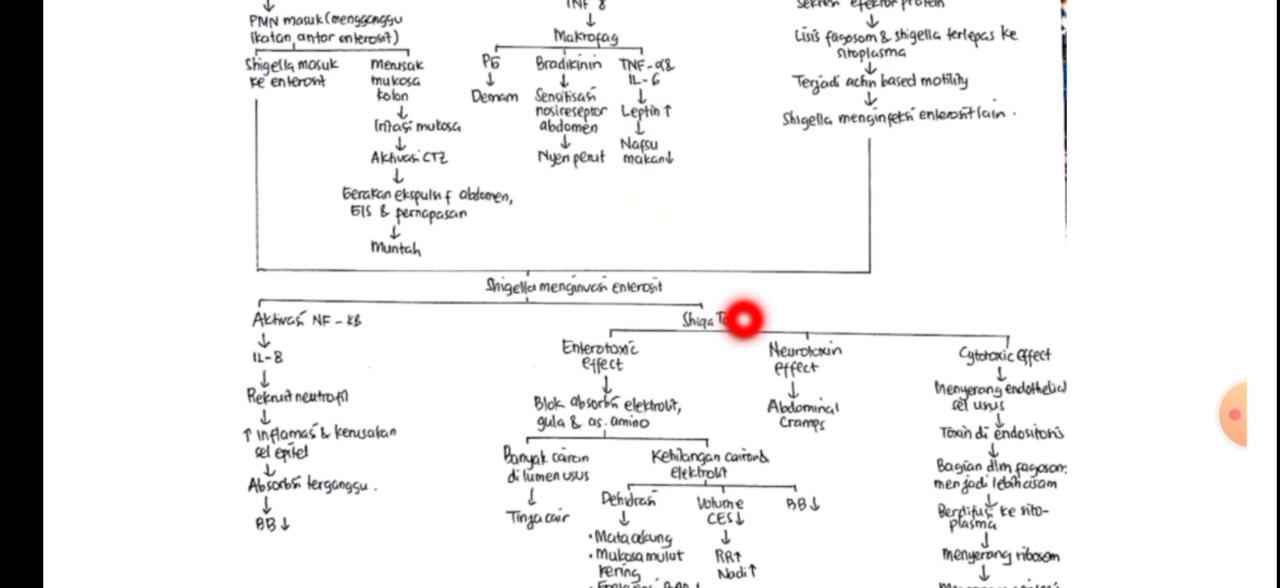 PMN masuk (mengganggu
ikatan antar enterosit)
Shigella masuk
ke enterosit
Merusak
mukosa
kolon
Iritasi mukosa
Aktivasi CTZ
Gerakan ekspulsif abdomen,
GIS & pernapasan
Muntah
Makrofag
PG
Demam
Bradikinin
Sensitisasi
nosireseptor
abdomen
Nyeri perut
IL-6
Leptin ↑
Nafsu
makan↓
Sekresi efektor protein
Lisis fagosom & shigella terlepas ke
sitoplasma
Terjadi actin based motility
Shigella menginfeksi enterosit lain.
Shigella menginvasi enterosit
Aktivasi NF-κB
IL-8
Rekruit neutrofil
↑ inflamasi & kerusakan
sel epitel
Absorbsi terganggu.
BB↓
Shiga
Enterotoxic
effect
Blok absorbsi elektrolit,
gula & as. amino
Banyak cairan
di lumen usus
Tinja cair
Kehilangan cairan &
elektrolit
Dehidrasi
• Mata cekung
• Mukosa mulut
kering
Volume
CES↓
RR↑
Nadi↑
BB↓
Neurotoxin
effect
Abdominal
Cramps
Cytotoxic effect
Menyerang endothelial
sel usus
Toxin di endositosis
Bagian dlm fagosom
menjadi lebih asam
Berdifusi ke sito-
plasma
Menyerang ribosom